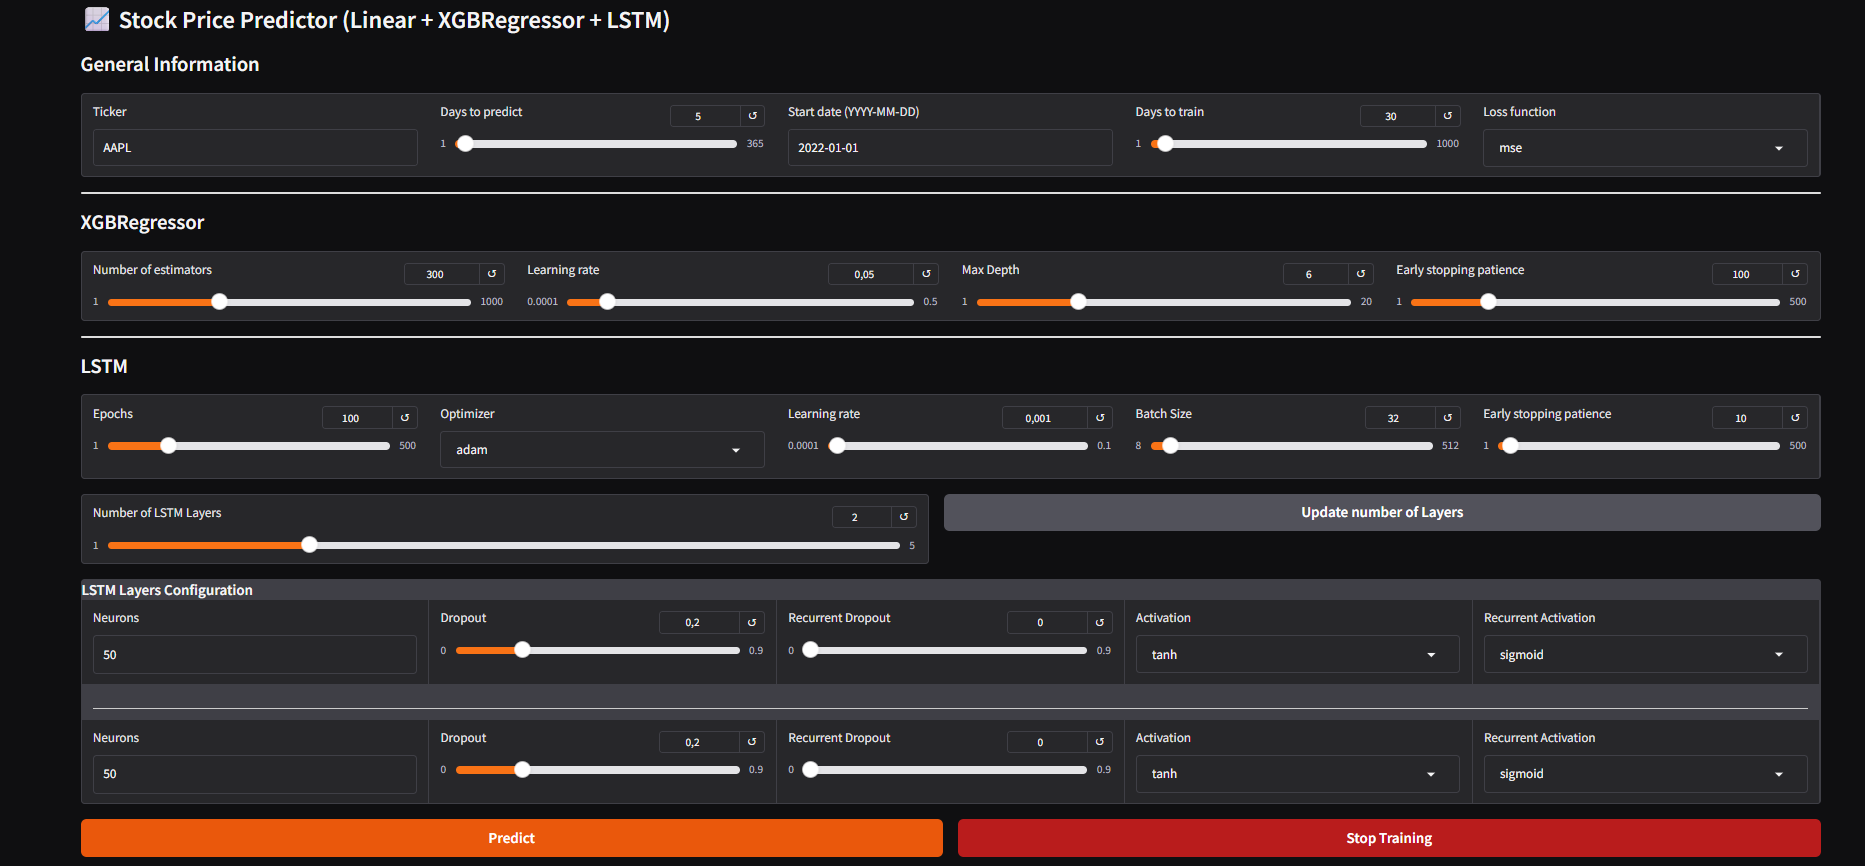 📈 Stock Price Predictor (Linear + XGBRegressor + LSTM)
General Information
Ticker
AAPL
Days to predict
5 ↺
1 365
Start date (YYYY-MM-DD)
2022-01-01
Days to train
30 ↺
1 1000
Loss function
mse
XGBRegressor
Number of estimators
300 ↺
1 1000
Learning rate
0,05 ↺
0.0001 0.5
Max Depth
6 ↺
1 20
Early stopping patience
100 ↺
1 500
LSTM
Epochs
100 ↺
1 500
Optimizer
adam
Learning rate
0,001 ↺
0.0001 0.1
Batch Size
32 ↺
8 512
Early stopping patience
10 ↺
1 500
Number of LSTM Layers
2 ↺
1 5
Update number of Layers
LSTM Layers Configuration
Neurons
50
Dropout
0,2 ↺
0 0.9
Recurrent Dropout
0 ↺
0 0.9
Activation
tanh
Recurrent Activation
sigmoid
Neurons
50
Dropout
0,2 ↺
0 0.9
Recurrent Dropout
0 ↺
0 0.9
Activation
tanh
Recurrent Activation
sigmoid
Predict
Stop Training